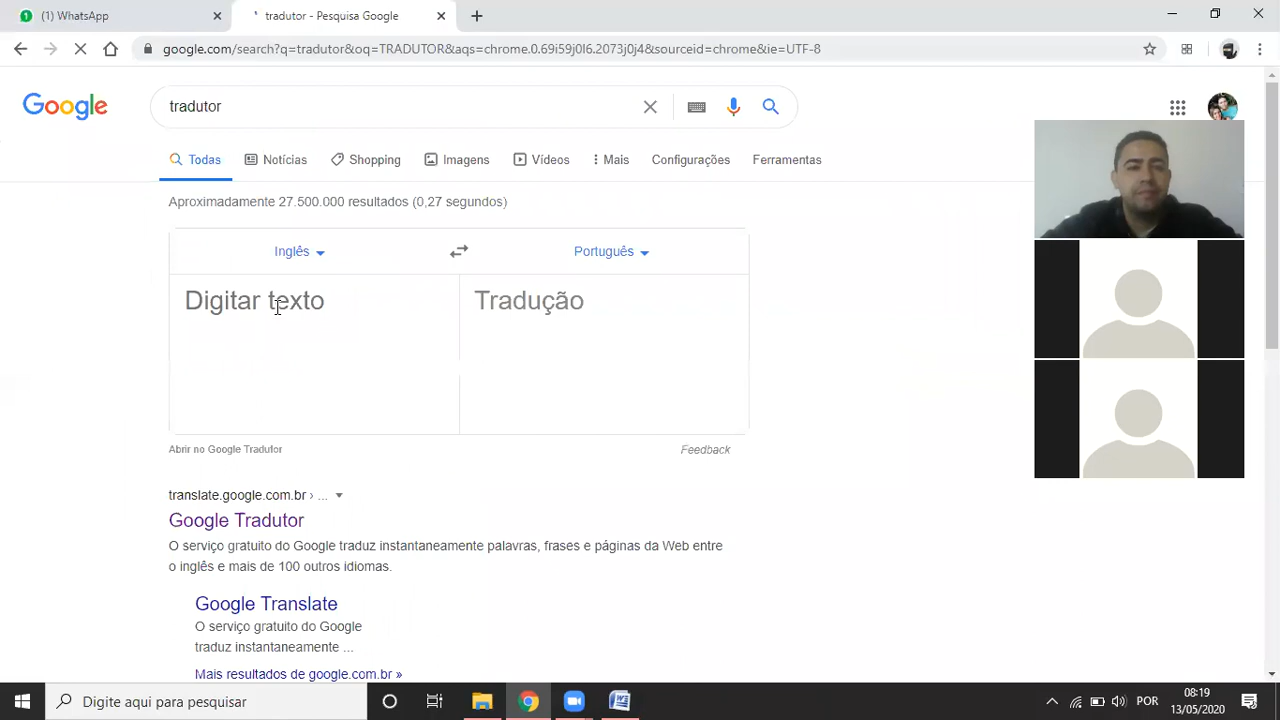 WhatsApp
tradutor - Pesquisa Google
google.com/search?q=tradutor&oq=TRADUTOR&aqs=chrome.0.69i59j0l6.2073j0j4&sourceid=chrome&ie=UTF-8
Google
tradutor
Todas
Notícias
Shopping
Imagens
Vídeos
Mais
Configurações
Ferramentas
Aproximadamente 27.500.000 resultados (0,27 segundos)
Inglês
Português
Digitar texto
Tradução
Abrir no Google Tradutor
Feedback
translate.google.com.br › ...
Google Tradutor
O serviço gratuito do Google traduz instantaneamente palavras, frases e páginas da Web entre
o inglês e mais de 100 outros idiomas.
Google Translate
O serviço gratuito do Google
traduz instantaneamente ...
Mais resultados de google.com.br »
Digite aqui para pesquisar
POR
08:19
13/05/2020